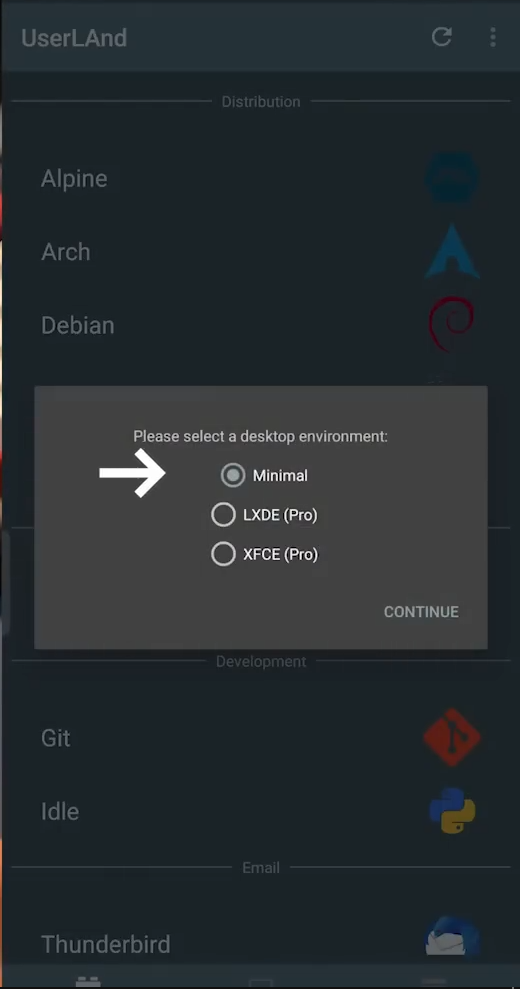 UserLAnd
Distribution
Alpine
Arch
Debian
Please select a desktop environment:
Minimal
LXDE (Pro)
XFCE (Pro)
CONTINUE
Development
Git
Idle
Email
Thunderbird